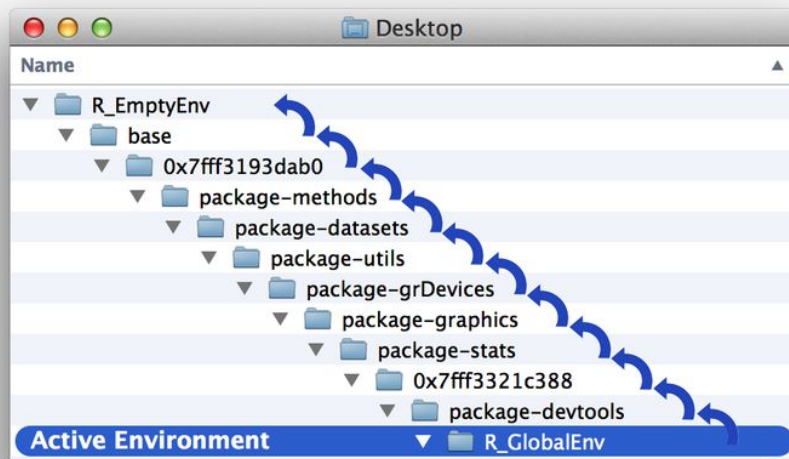 Desktop
Name
R_EmptyEnv
base
0x7fff3193dab0
package-methods
package-datasets
package-utils
package-grDevices
package-graphics
package-stats
0x7fff3321c388
package-devtools
Active Environment R_GlobalEnv